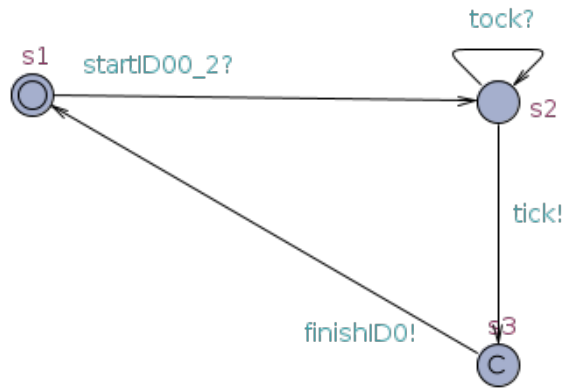 tock?
s1
startID00_2?
s2
tick!
s3
finishID0!
C